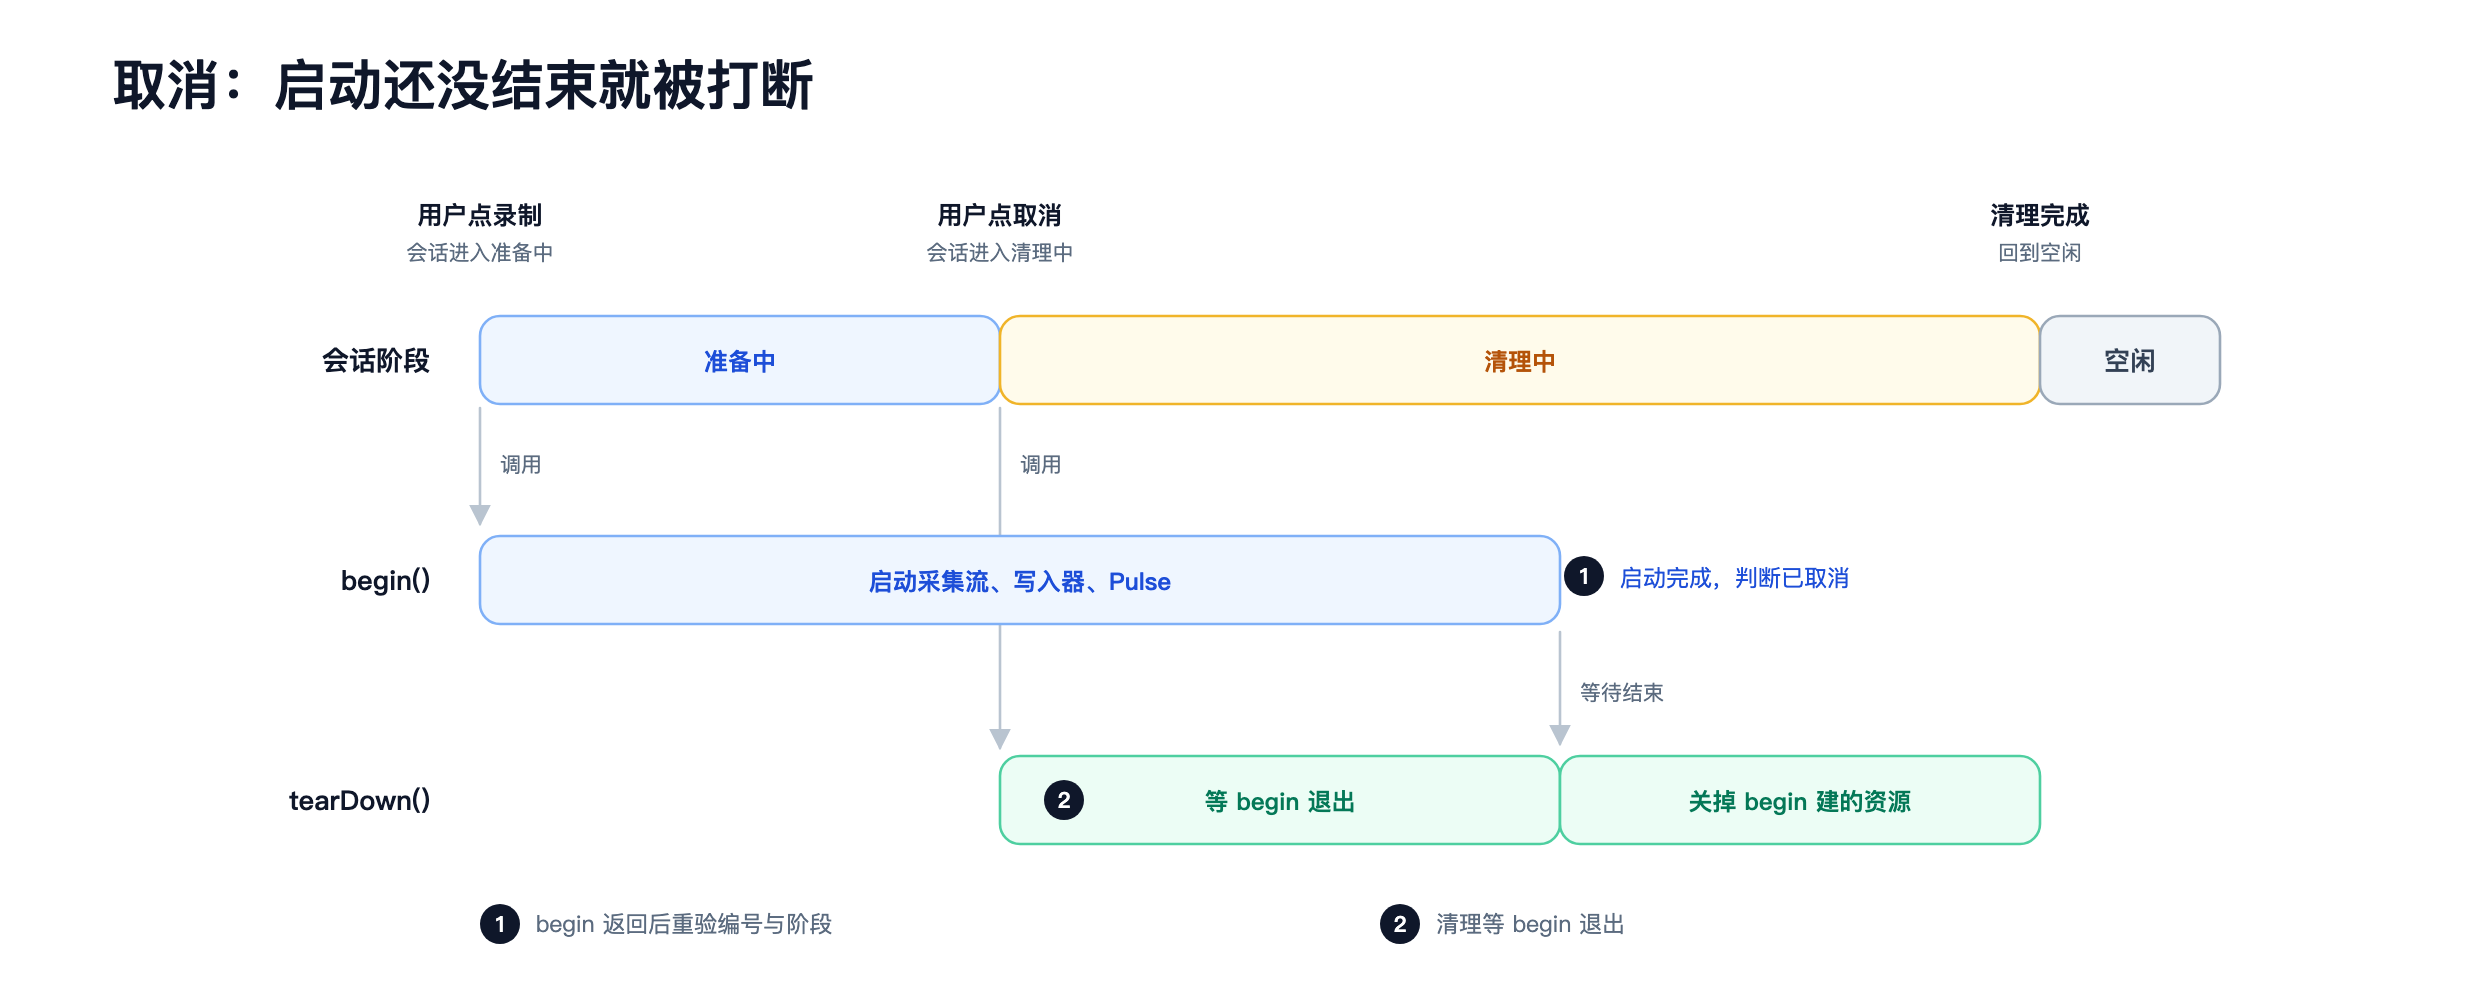 取消：启动还没结束就被打断
用户点录制
会话进入准备中
用户点取消
会话进入清理中
清理完成
回到空闲
会话阶段
准备中
清理中
空闲
调用
调用
begin()
启动采集流、写入器、Pulse
1 启动完成，判断已取消
等待结束
tearDown()
2 等 begin 退出
关掉 begin 建的资源
1 begin 返回后重验编号与阶段
2 清理等 begin 退出